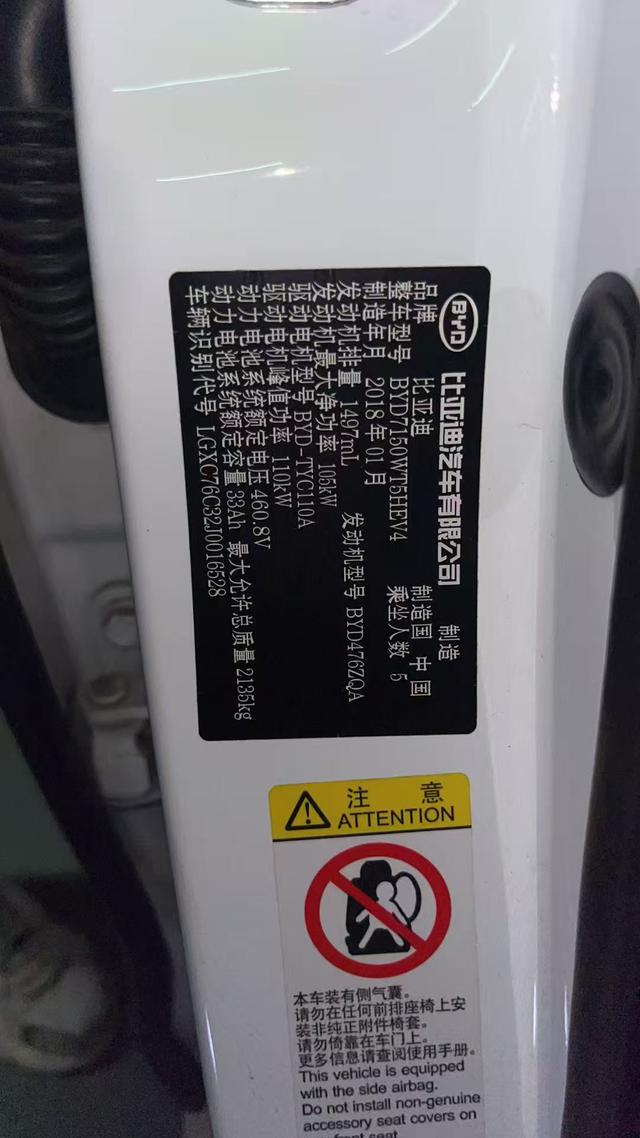 BYD 比亚迪汽车有限公司 制造
品牌 比亚迪 制造国 中国
整车型号 BYD7150WT5HEV4 乘坐人数 5
制造年月 2018年01月
发动机排量 1497mL 发动机型号 BYD476ZQA
发动机最大净功率 105kW
驱动电机型号 BYD-TYC110A
驱动电机峰值功率 110kW
动力电池系统额定电压 460.8V
动力电池系统额定容量 33Ah 最大允许总质量 2135kg
车辆识别代号 LGXC76C32J0016528
注 意
ATTENTION
本车装有侧气囊。
请勿在任何前排座椅上安
装非纯正附件椅套。
请勿倚靠在车门上。
更多信息请查阅使用手册。
This vehicle is equipped
with the side airbag.
Do not install non-genuine
accessory seat covers on
front seat